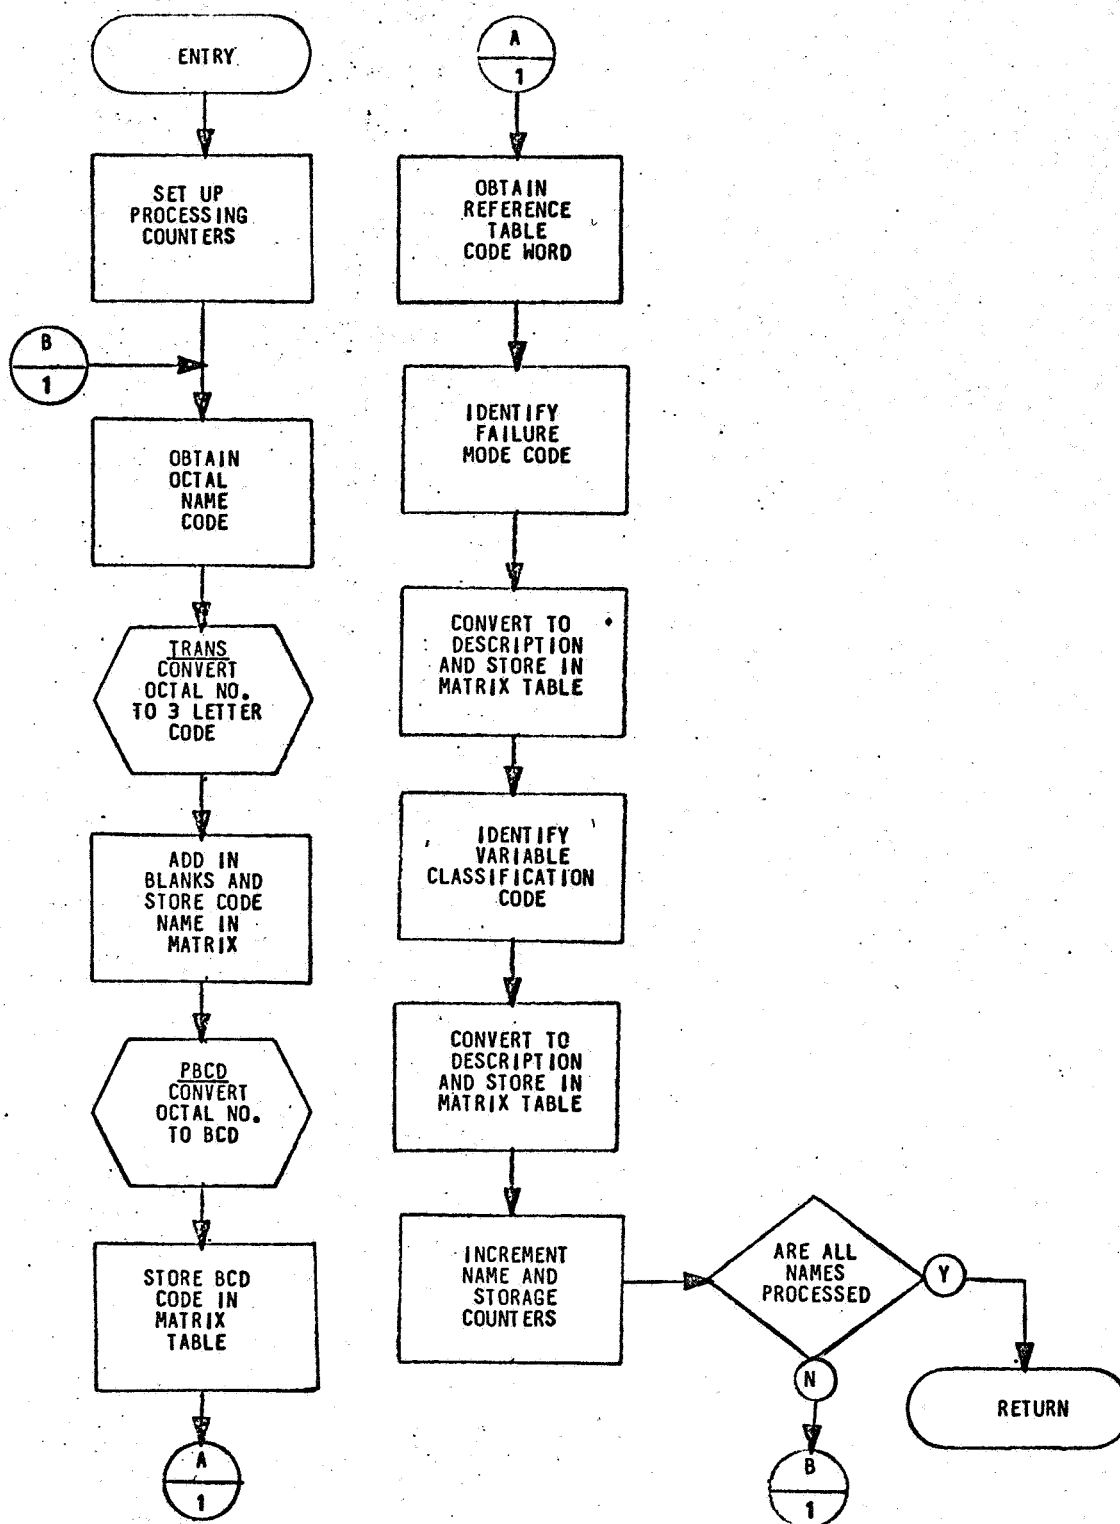 ENTRY
SET UP
PROCESSING
COUNTERS
B
1
OBTAIN
OCTAL
NAME
CODE
TRANS
CONVERT
OCTAL NO.
TO 3 LETTER
CODE
ADD IN
BLANKS AND
STORE CODE
NAME IN
MATRIX
PBCD
CONVERT
OCTAL NO.
TO BCD
STORE BCD
CODE IN
MATRIX
TABLE
A
1
A
1
OBTAIN
REFERENCE
TABLE
CODE WORD
IDENTIFY
FAILURE
MODE CODE
CONVERT TO
DESCRIPTION
AND STORE IN
MATRIX TABLE
IDENTIFY
VARIABLE
CLASSIFICATION
CODE
CONVERT TO
DESCRIPTION
AND STORE IN
MATRIX TABLE
INCREMENT
NAME AND
STORAGE
COUNTERS
ARE ALL
NAMES
PROCESSED
Y
N
RETURN
B
1